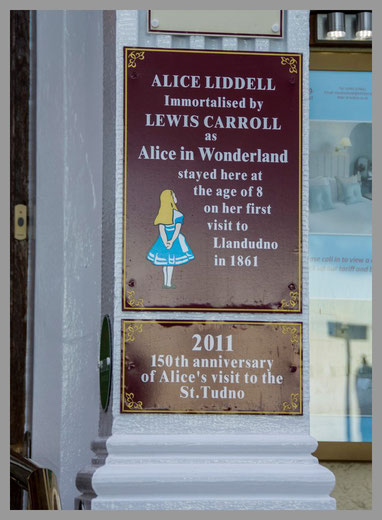 ALICE LIDDELL
Immortalised by
LEWIS CARROLL
as
Alice in Wonderland
stayed here at
the age of 8
on her first
visit to
Llandudno
in 1861
2011
150th anniversary
of Alice's visit to the
St.Tudno